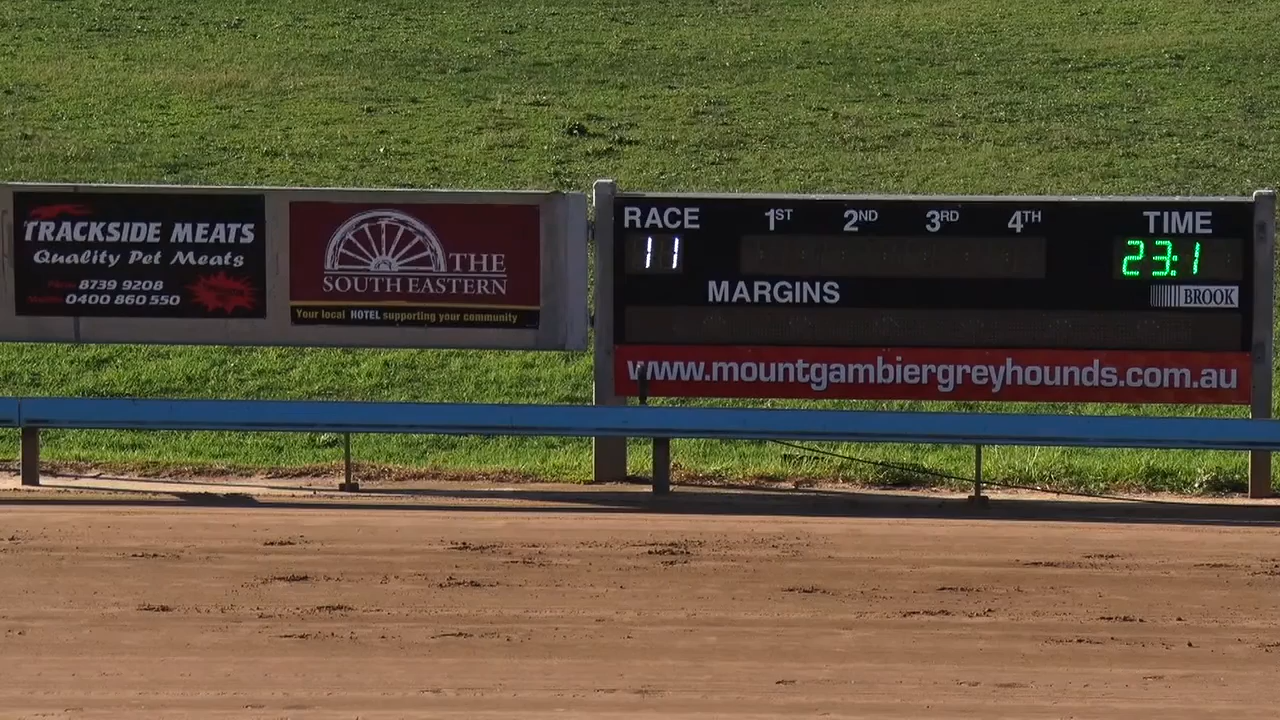 TRACKSIDE MEATS
Quality Pet Meats
8739 9208
0400 860 550
THE
SOUTH EASTERN
Your local HOTEL supporting your community
RACE 1ST 2ND 3RD 4TH TIME
11 23:1
MARGINS
BROOK
www.mountgambiergreyhounds.com.au